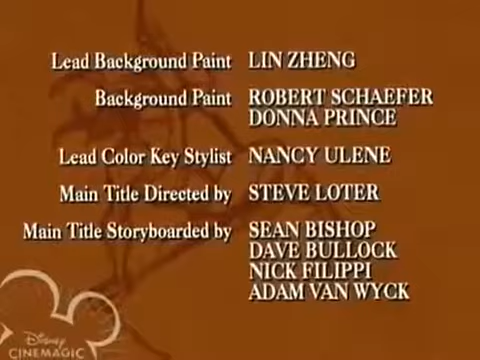 Lead Background Paint LIN ZHENG
Background Paint ROBERT SCHAEFER
DONNA PRINCE
Lead Color Key Stylist NANCY ULENE
Main Title Directed by STEVE LOTER
Main Title Storyboarded by SEAN BISHOP
DAVE BULLOCK
NICK FILIPPI
ADAM VAN WYCK
Disney
CINEMAGIC